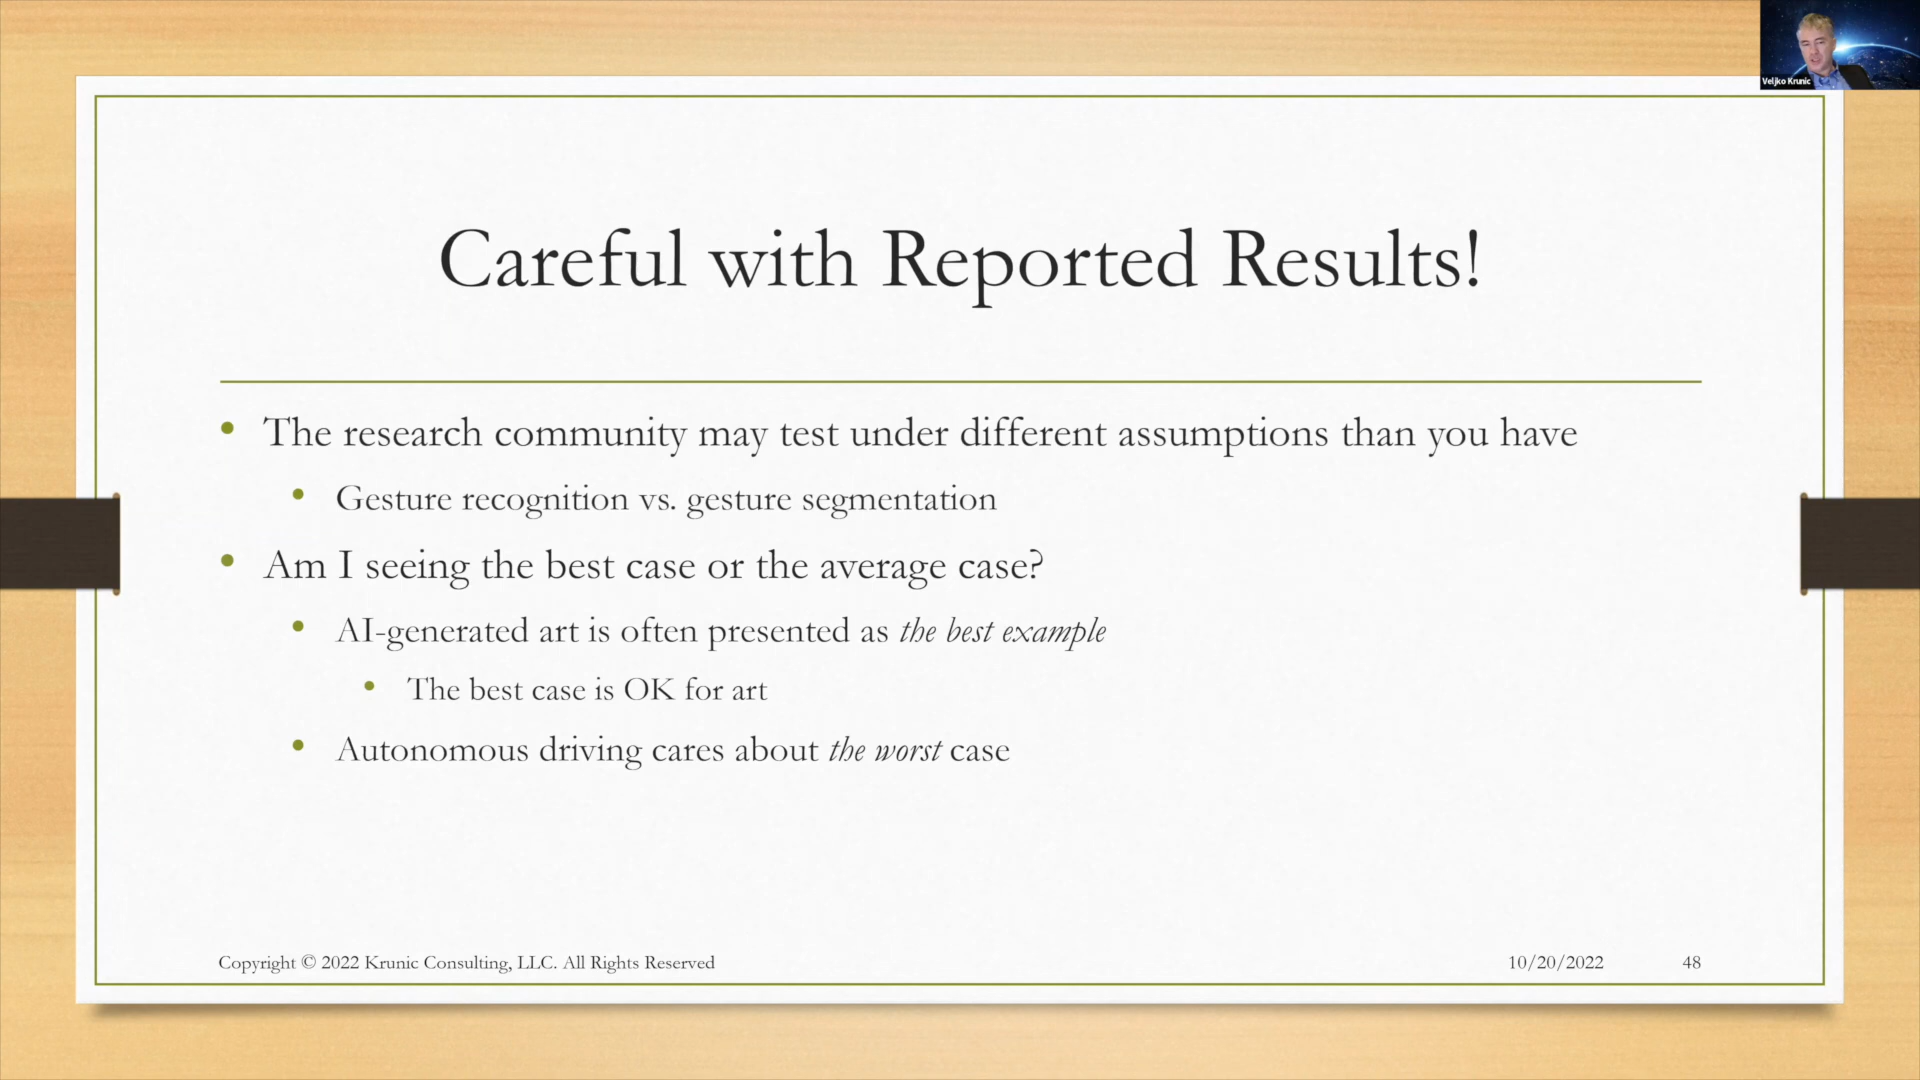 Veljko Krunic
Careful with Reported Results!
• The research community may test under different assumptions than you have
• Gesture recognition vs. gesture segmentation
• Am I seeing the best case or the average case?
• AI-generated art is often presented as the best example
• The best case is OK for art
• Autonomous driving cares about the worst case
Copyright © 2022 Krunic Consulting, LLC. All Rights Reserved 10/20/2022 48